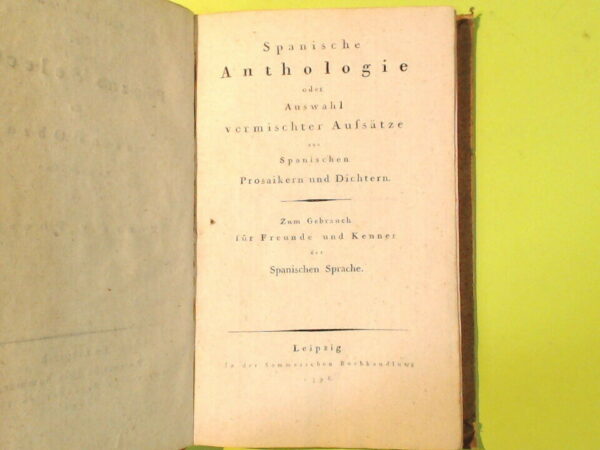 Spanische
Anthologie
oder
Auswahl
vermischter Aufsätze
aus
Spanischen
Prosaikern und Dichtern.
Zum Gebrauch
für Freunde und Kenner
der
Spanischen Sprache.
Leipzig
In der Sommerschen Buchhandlung